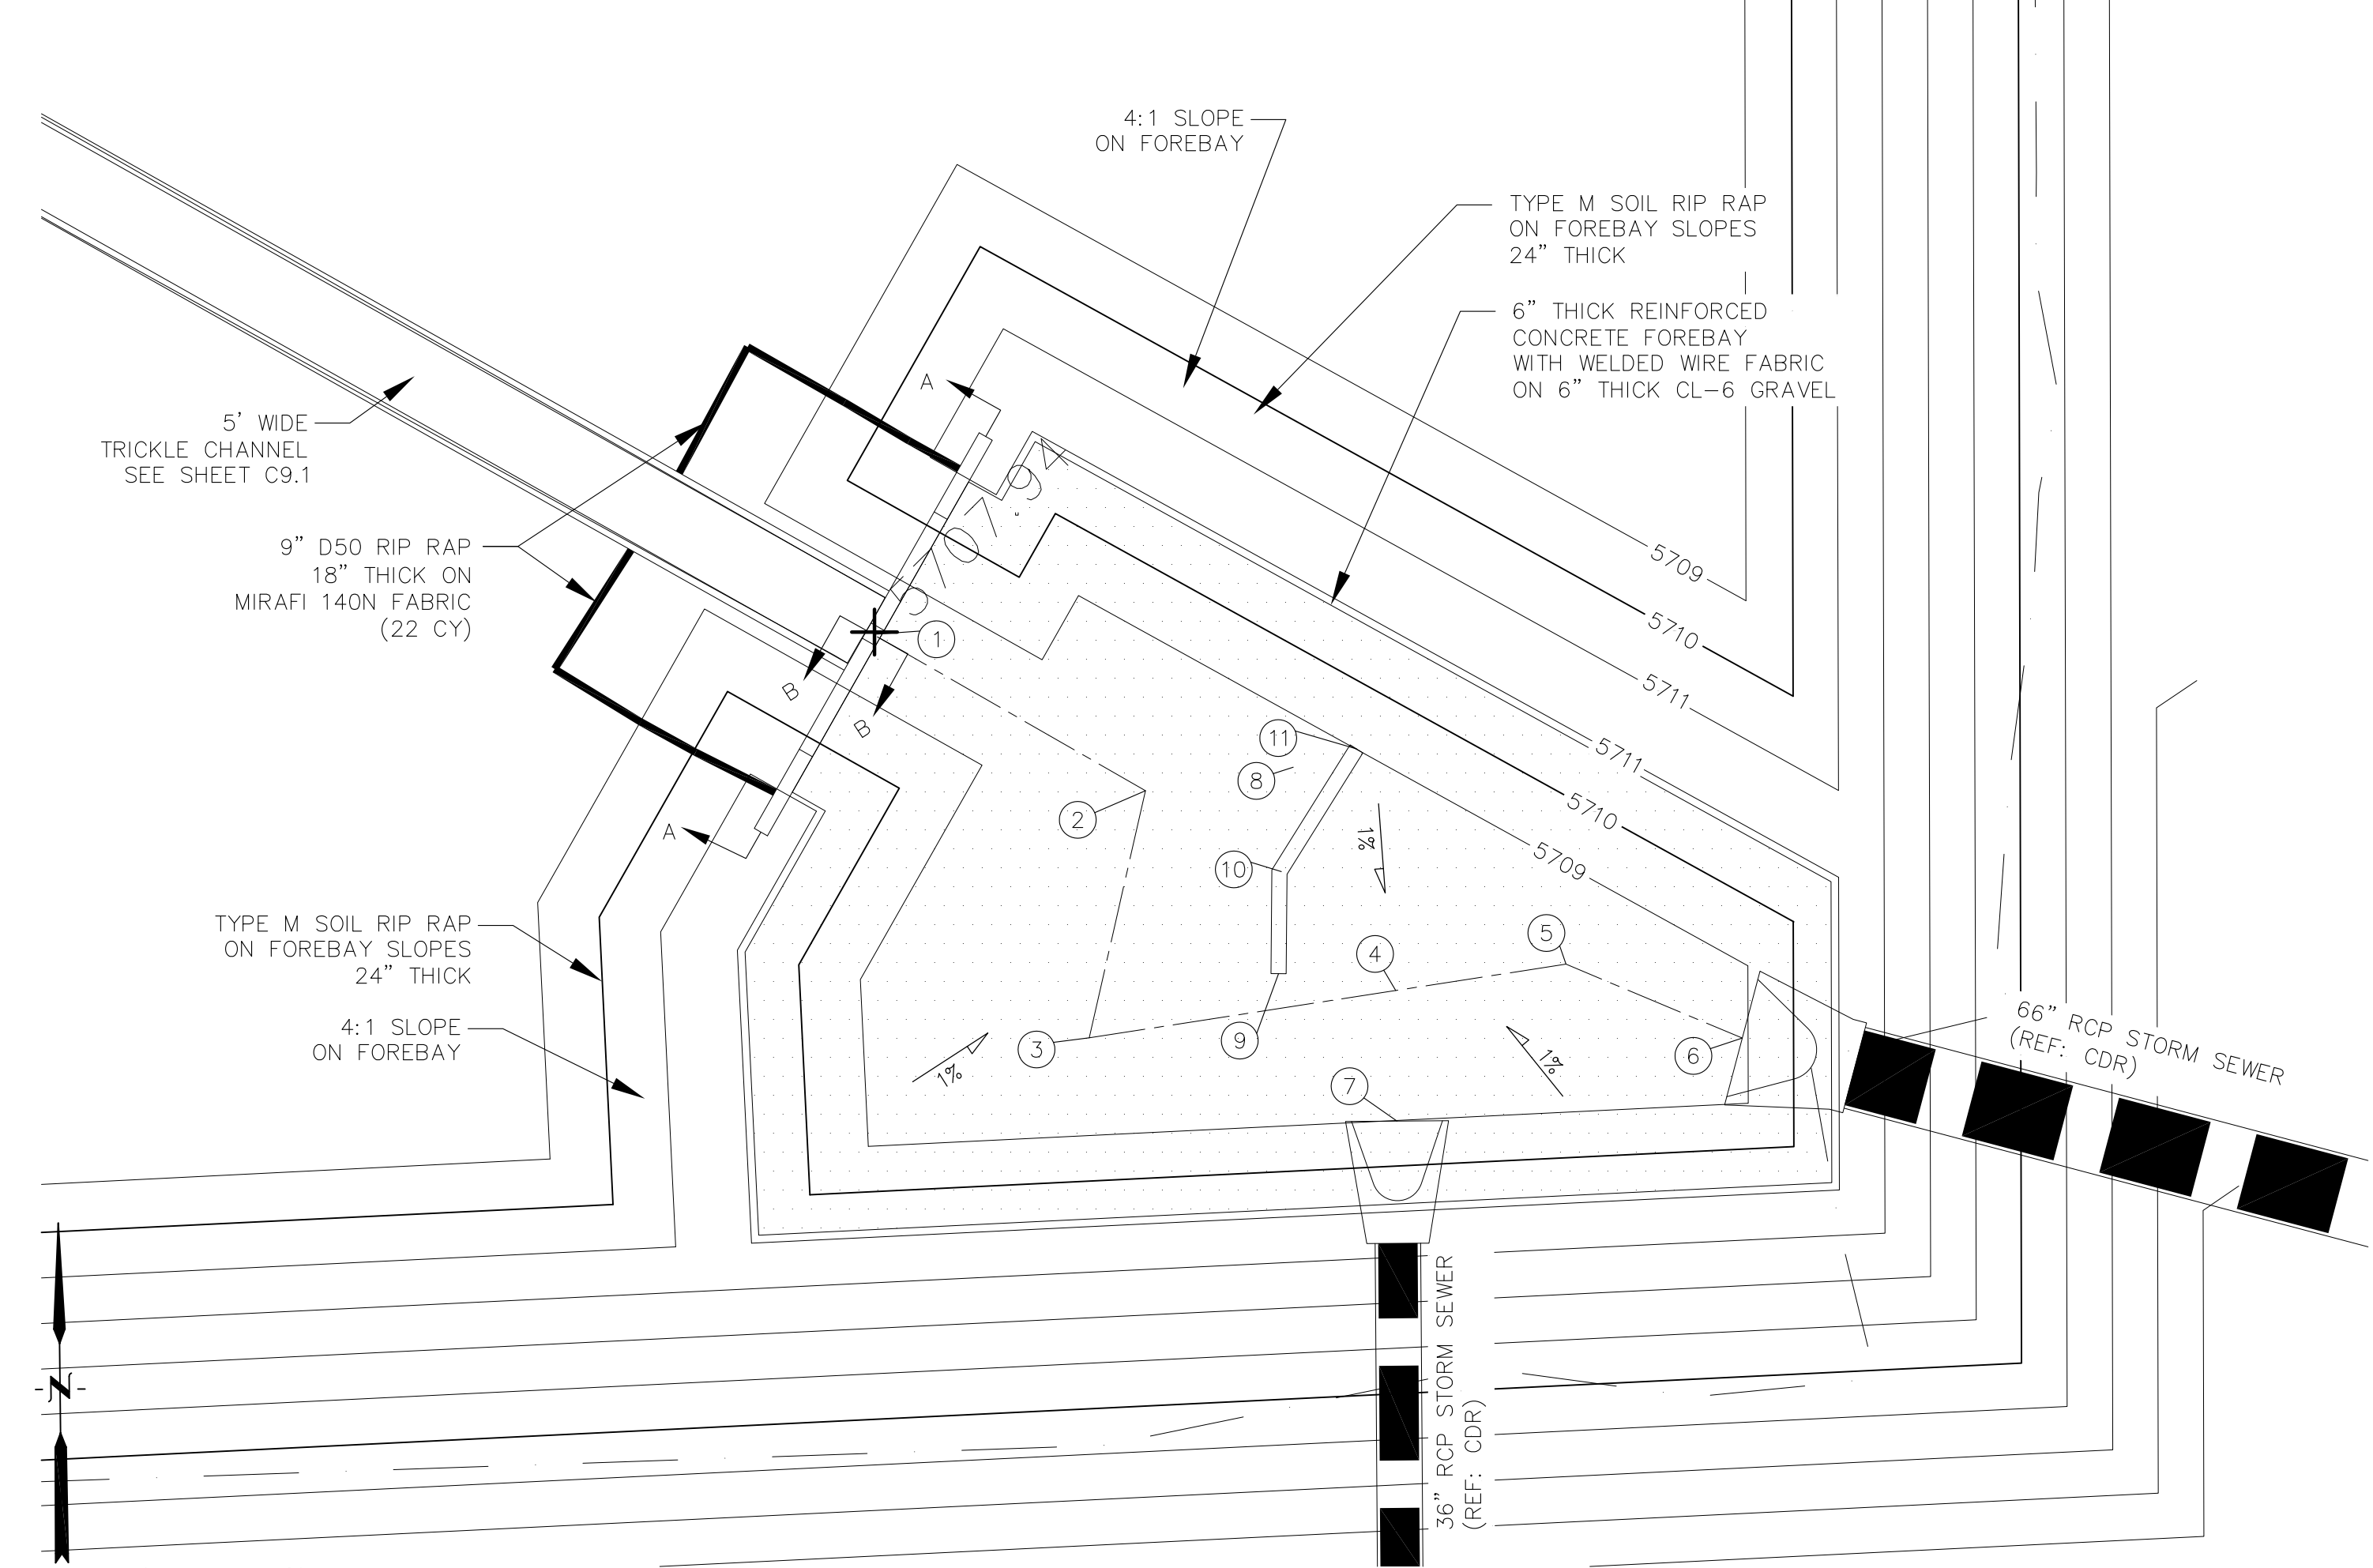 4:1 SLOPE
ON FOREBAY
TYPE M SOIL RIP RAP
ON FOREBAY SLOPES
24" THICK
6" THICK REINFORCED
CONCRETE FOREBAY
WITH WELDED WIRE FABRIC
ON 6" THICK CL-6 GRAVEL
A
5' WIDE
TRICKLE CHANNEL
SEE SHEET C9.1
9" D50 RIP RAP
18" THICK ON
MIRAFI 140N FABRIC
(22 CY)
5709
5710
5711
1
B
B
11
8
2
5711
5710
5709
A
10
1%
TYPE M SOIL RIP RAP
ON FOREBAY SLOPES
24" THICK
4:1 SLOPE
ON FOREBAY
5
4
9
3
6
7
1%
1%
66" RCP STORM SEWER
(REF: CDR)
36" RCP STORM SEWER
(REF: CDR)
N